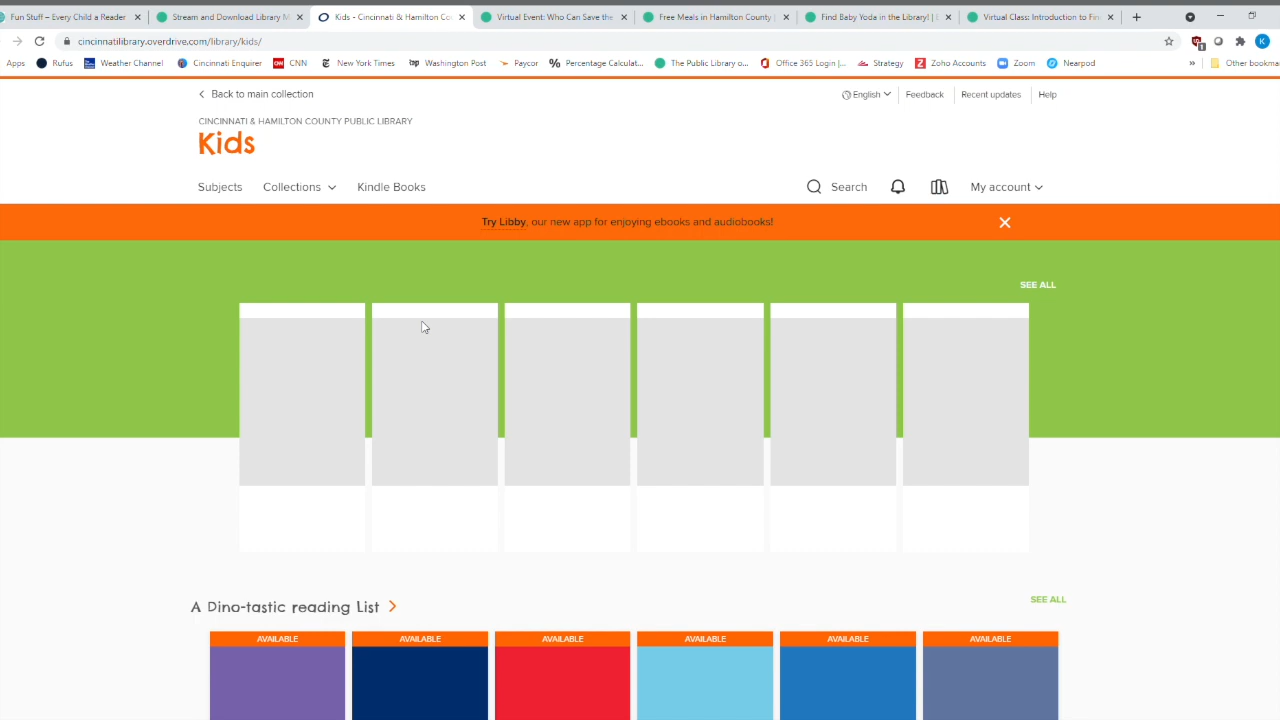 Fun Stuff – Every Child a Reader
Stream and Download Library M
Kids - Cincinnati & Hamilton Co
Virtual Event: Who Can Save the
Free Meals in Hamilton County |
Find Baby Yoda in the Library! |
Virtual Class: Introduction to Fin
cincinnatilibrary.overdrive.com/library/kids/
1
K
Apps Rufus Weather Channel Cincinnati Enquirer CNN New York Times Washington Post Paycor Percentage Calculat... The Public Library o... Office 365 Login |... Strategy Zoho Accounts Zoom Nearpod » Other bookma
Back to main collection
English Feedback Recent updates Help
CINCINNATI & HAMILTON COUNTY PUBLIC LIBRARY
Kids
Subjects Collections Kindle Books Search My account
Try Libby, our new app for enjoying ebooks and audiobooks!
SEE ALL
A Dino-tastic reading List
SEE ALL
AVAILABLE AVAILABLE AVAILABLE AVAILABLE AVAILABLE AVAILABLE